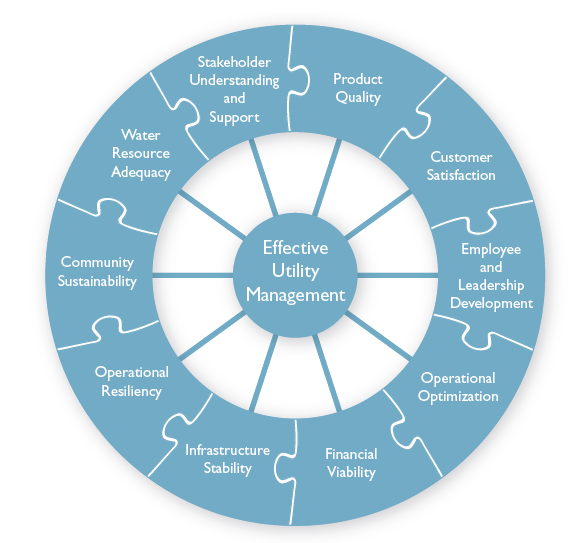 Stakeholder
Understanding
and
Support
Product
Quality
Customer
Satisfaction
Employee
and
Leadership
Development
Operational
Optimization
Financial
Viability
Infrastructure
Stability
Operational
Resiliency
Community
Sustainability
Water
Resource
Adequacy
Effective
Utility
Management